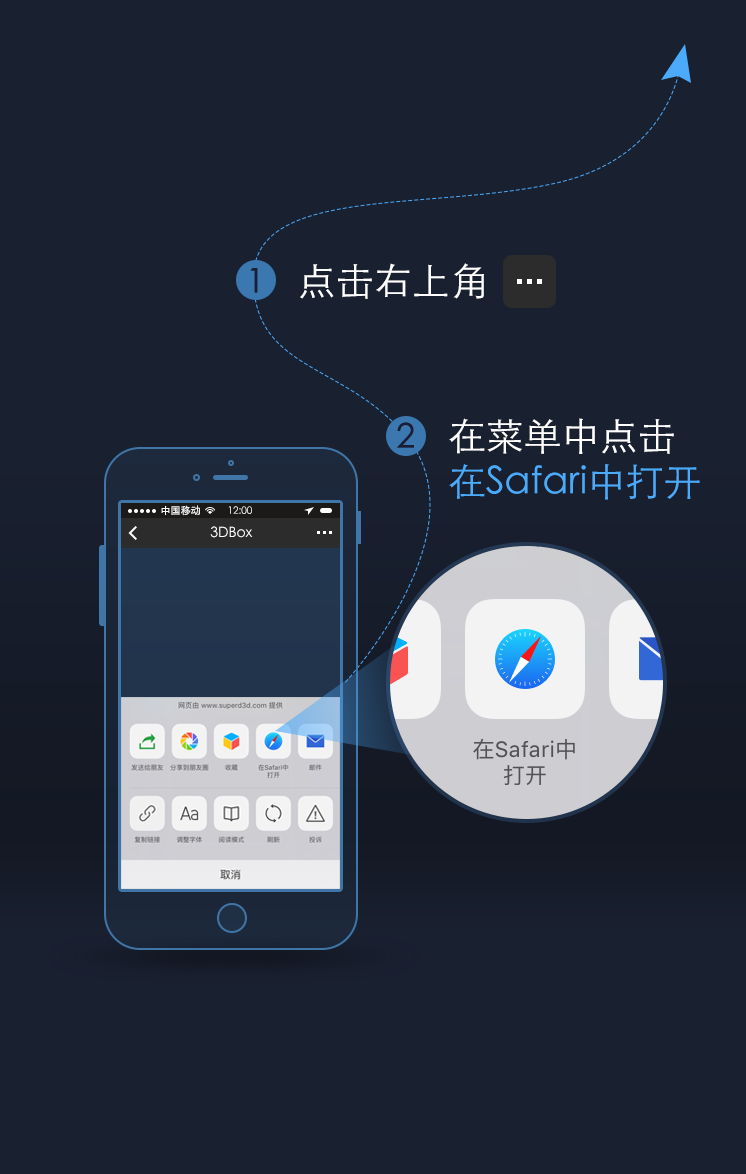 1 点击右上角
2 在菜单中点击
在Safari中打开
中国移动 12:00
3DBox
网页由 www.superd3d.com 提供
发送给朋友 分享到朋友圈 收藏 在Safari中 邮件
打开
复制链接 调整字体 阅读模式 刷新 投诉
取消
在Safari中
打开